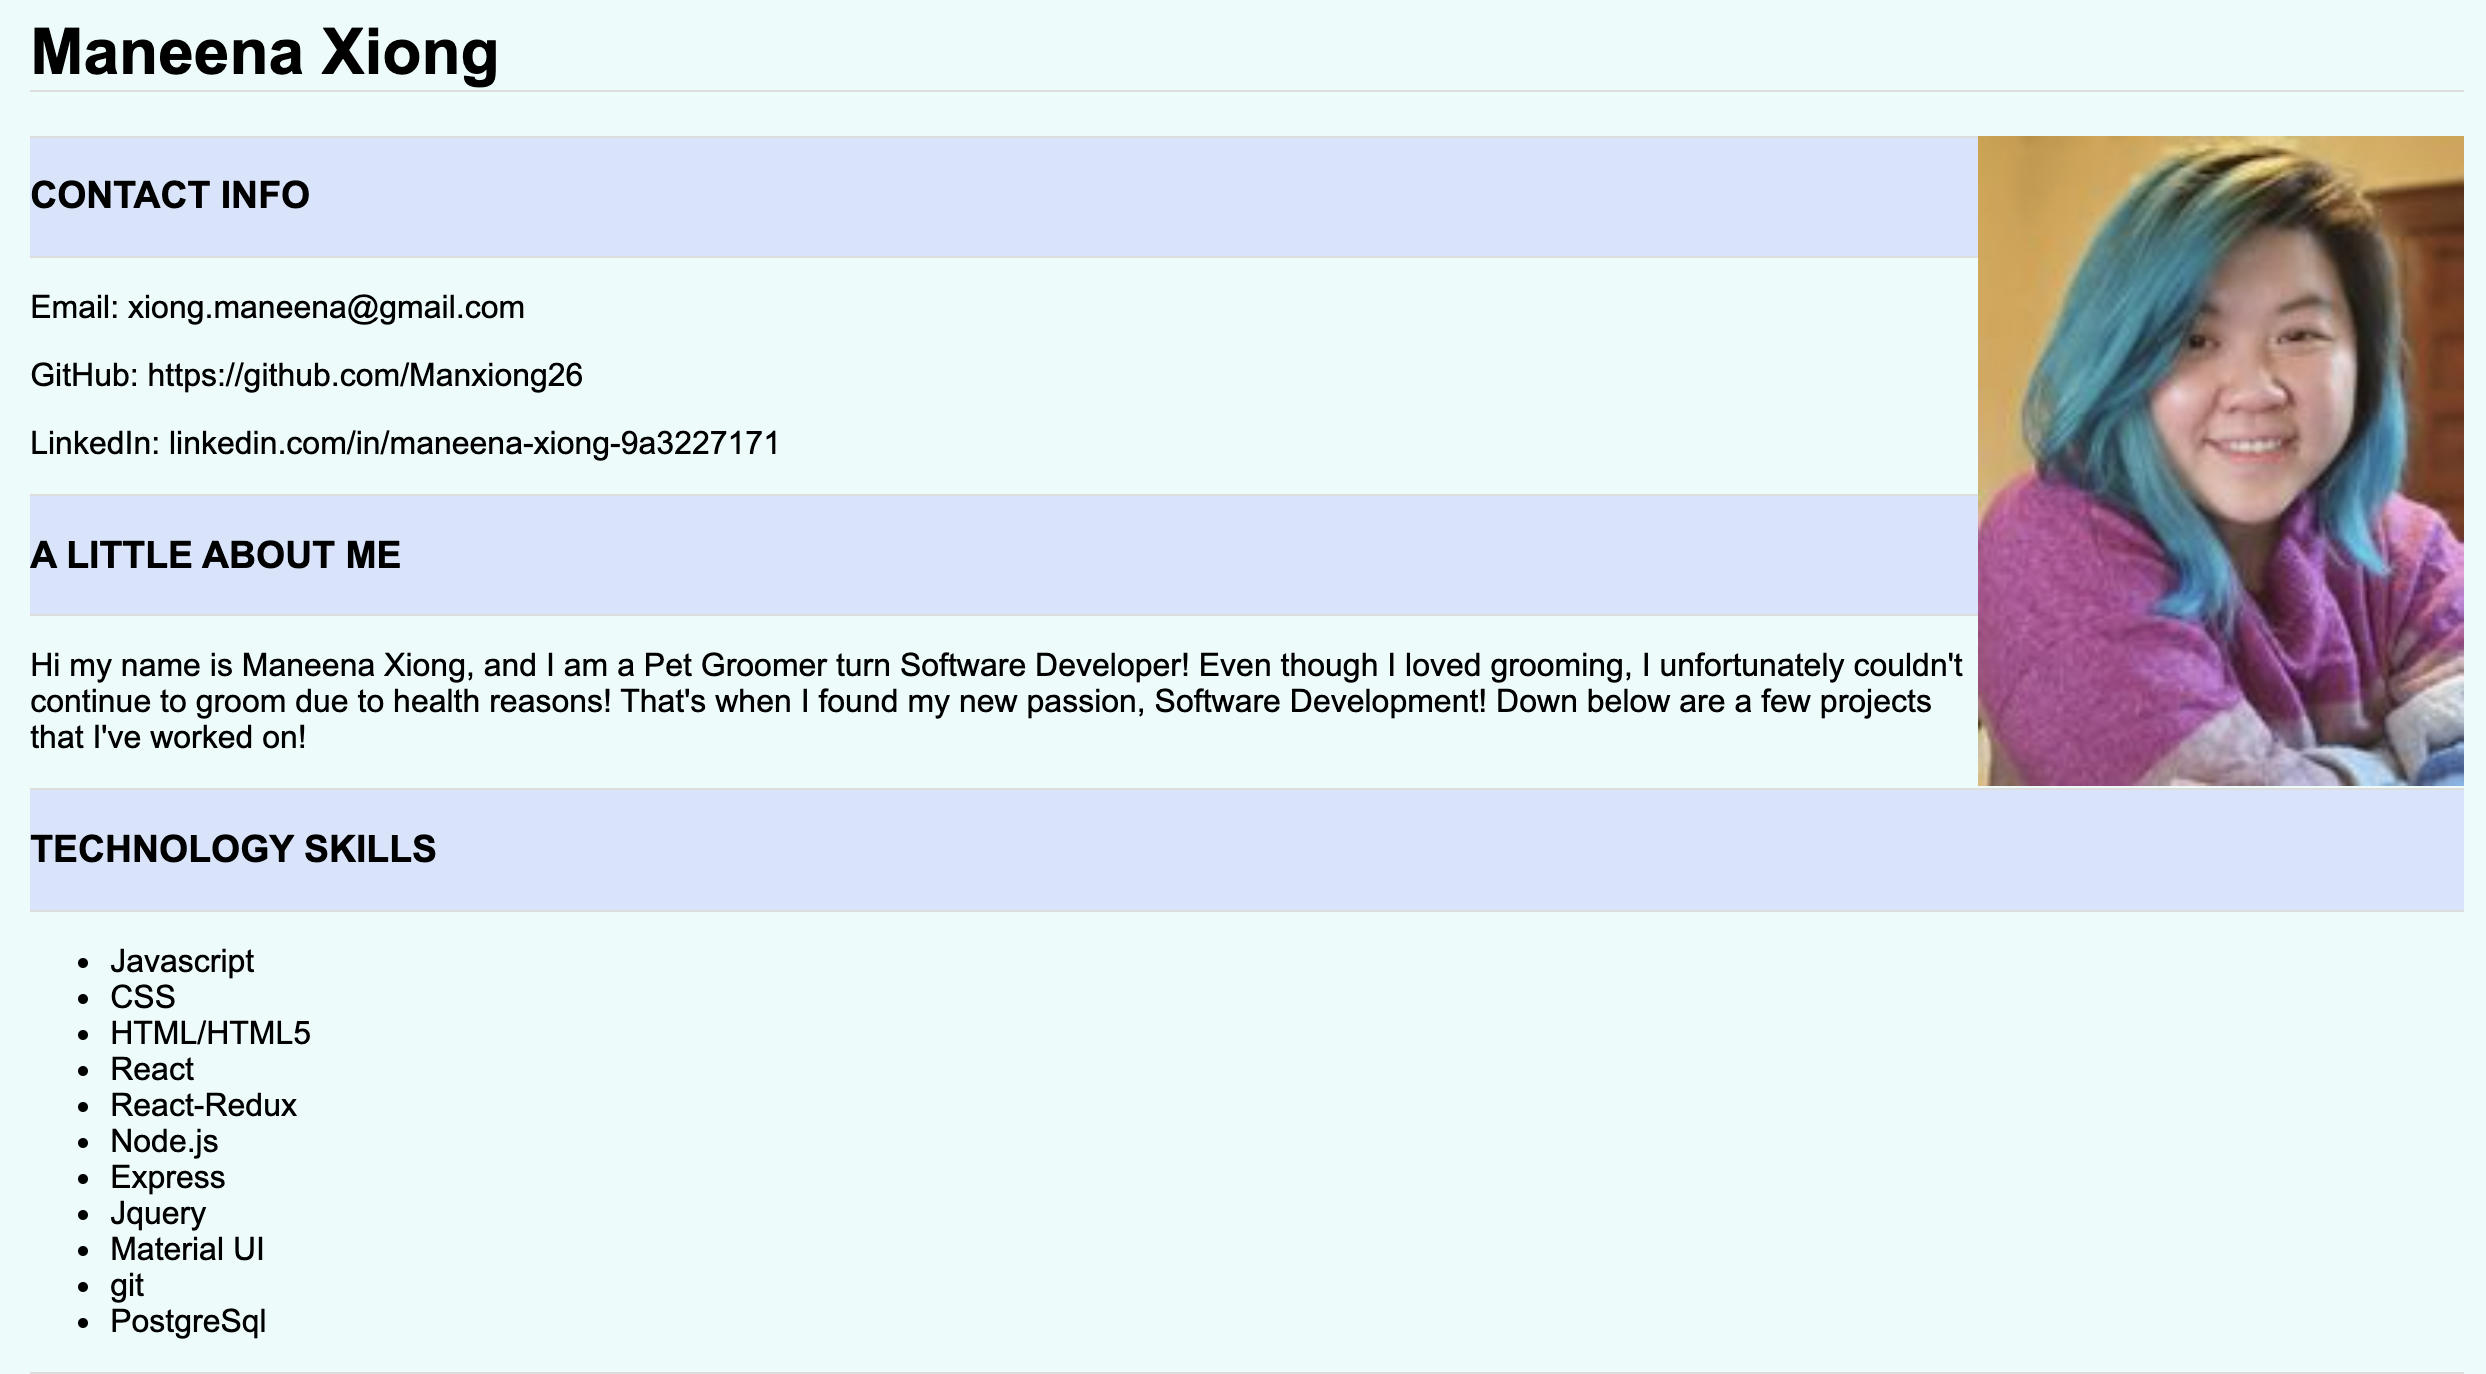 Maneena Xiong
CONTACT INFO
Email: xiong.maneena@gmail.com
GitHub: https://github.com/Manxiong26
LinkedIn: linkedin.com/in/maneena-xiong-9a3227171
A LITTLE ABOUT ME
Hi my name is Maneena Xiong, and I am a Pet Groomer turn Software Developer! Even though I loved grooming, I unfortunately couldn't
continue to groom due to health reasons! That's when I found my new passion, Software Development! Down below are a few projects
that I've worked on!
TECHNOLOGY SKILLS
• Javascript
• CSS
• HTML/HTML5
• React
• React-Redux
• Node.js
• Express
• Jquery
• Material UI
• git
• PostgreSql